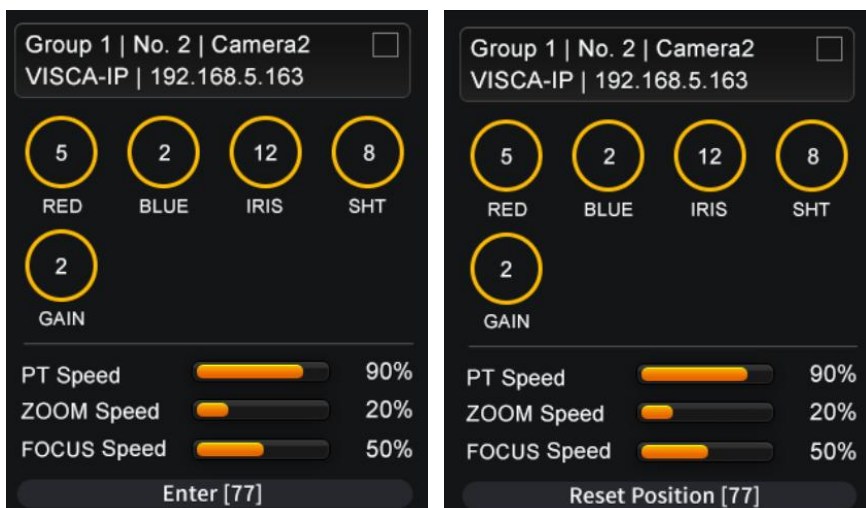 Group 1 | No. 2 | Camera2
VISCA-IP | 192.168.5.163
5 2 12 8
RED BLUE IRIS SHT
2
GAIN
PT Speed 90%
ZOOM Speed 20%
FOCUS Speed 50%
Enter [77]
Group 1 | No. 2 | Camera2
VISCA-IP | 192.168.5.163
5 2 12 8
RED BLUE IRIS SHT
2
GAIN
PT Speed 90%
ZOOM Speed 20%
FOCUS Speed 50%
Reset Position [77]